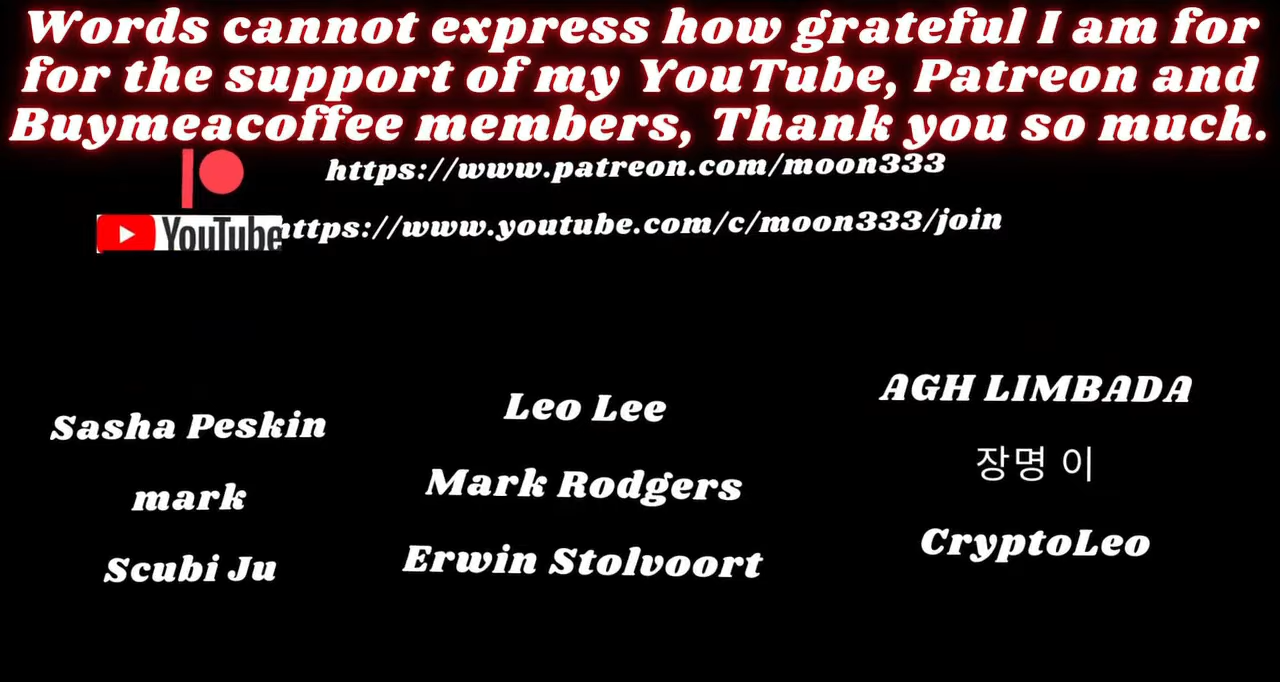 Words cannot express how grateful I am for
for the support of my YouTube, Patreon and
Buymeacoffee members, Thank you so much.
https://www.patreon.com/moon333
YouTube
https://www.youtube.com/c/moon333/join
Sasha Peskin
mark
Scubi Ju
Leo Lee
Mark Rodgers
Erwin Stolvoort
AGH LIMBADA
장명 이
CryptoLeo